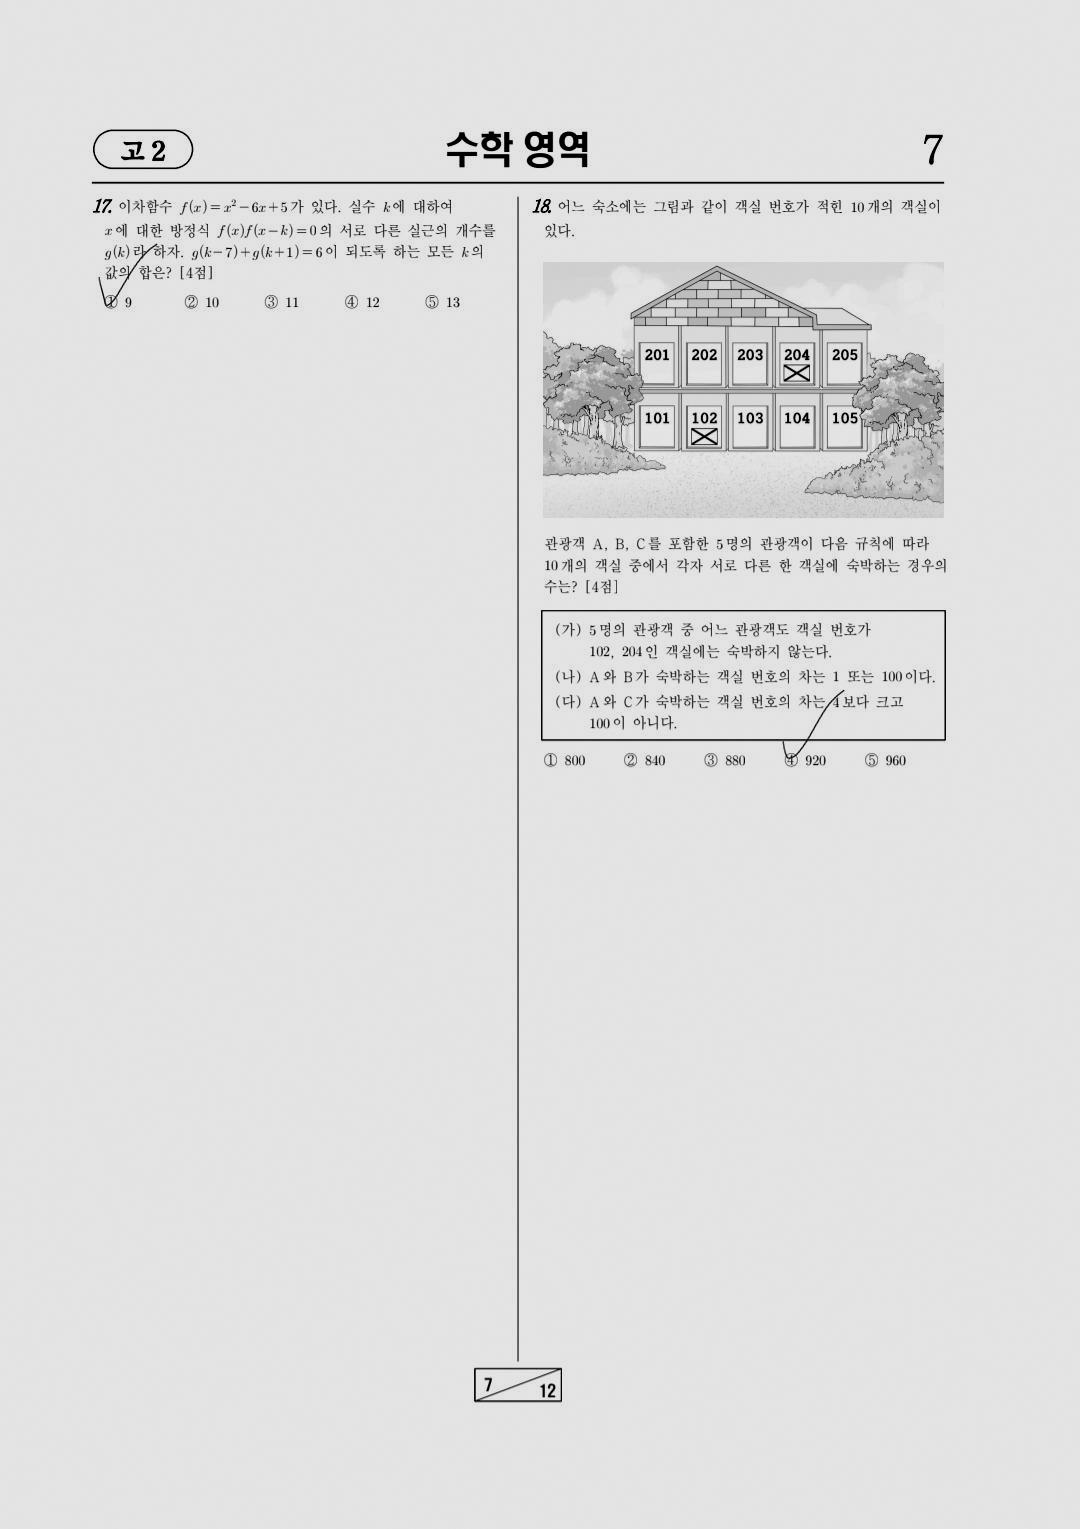 고 2
수학 영역
7
17. 이차함수 f(x)=x²-6x+5가 있다. 실수 k에 대하여
x에 대한 방정식 f(x)f(x-k)=0의 서로 다른 실근의 개수를
g(k)라 하자. g(k-7)+g(k+1)=6이 되도록 하는 모든 k의
값의 합은? [4점]
① 9 ② 10 ③ 11 ④ 12 ⑤ 13
18. 어느 숙소에는 그림과 같이 객실 번호가 적힌 10개의 객실이
있다.
201 202 203 204 205
101 102 103 104 105
관광객 A, B, C를 포함한 5명의 관광객이 다음 규칙에 따라
10개의 객실 중에서 각자 서로 다른 한 객실에 숙박하는 경우의
수는? [4점]
(가) 5명의 관광객 중 어느 관광객도 객실 번호가
102, 204인 객실에는 숙박하지 않는다.
(나) A와 B가 숙박하는 객실 번호의 차는 1 또는 100이다.
(다) A와 C가 숙박하는 객실 번호의 차는 4보다 크고
100이 아니다.
① 800 ② 840 ③ 880 ④ 920 ⑤ 960
7
12